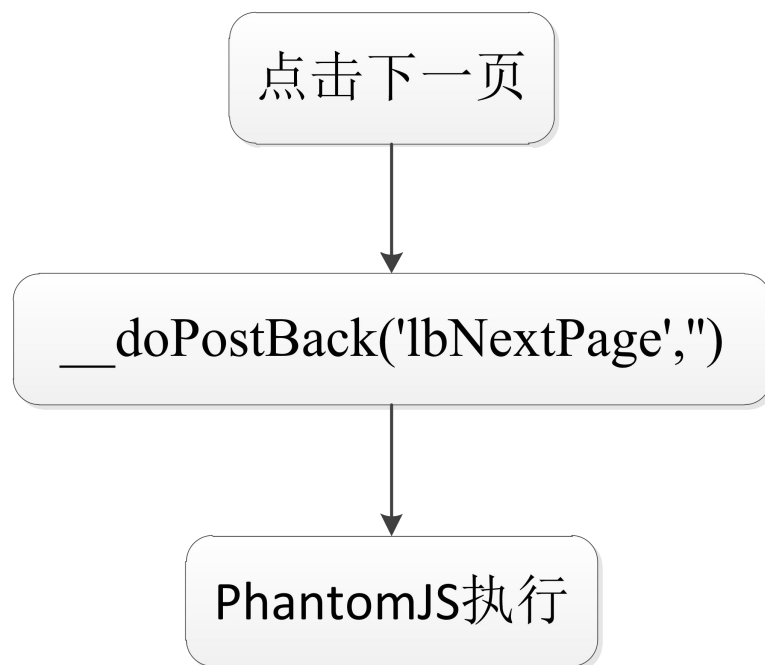 点击下一页
__doPostBack('lbNextPage','')
PhantomJS执行